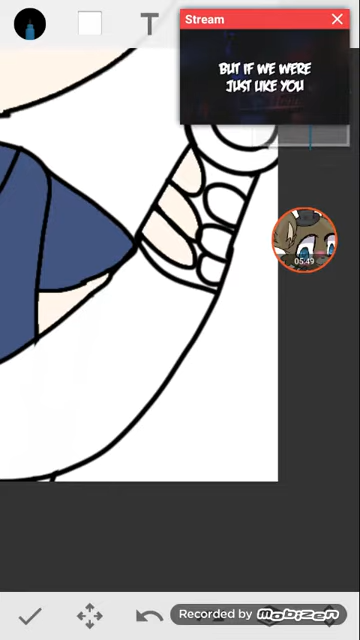 Stream
T
BUT IF WE WERE
JUST LIKE YOU
05:49
Recorded by mobizen